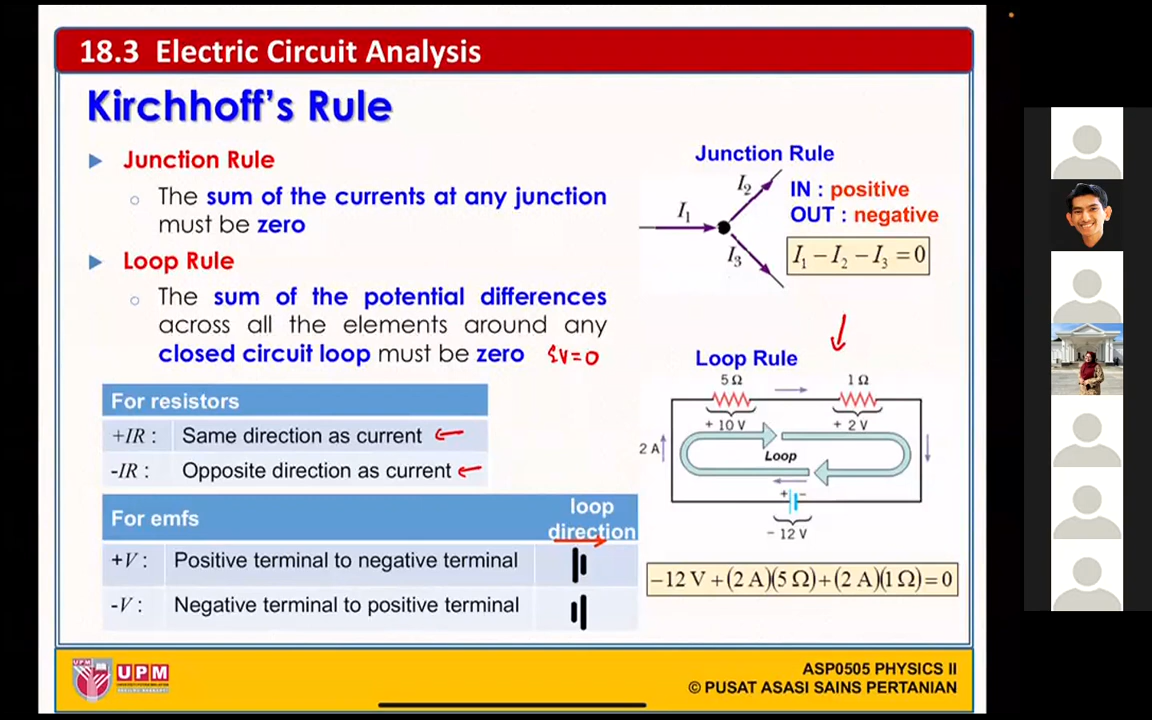 18.3 Electric Circuit Analysis
Kirchhoff's Rule
Junction Rule
The sum of the currents at any junction
must be zero
Loop Rule
The sum of the potential differences
across all the elements around any
closed circuit loop must be zero Σv=0
For resistors
+IR : Same direction as current
-IR : Opposite direction as current
For emfs
loop
direction
+V : Positive terminal to negative terminal
-V : Negative terminal to positive terminal
Junction Rule
I₂
I₁
I₃
IN : positive
OUT : negative
I₁ − I₂ − I₃ = 0
Loop Rule
5 Ω 1 Ω
+ 10 V + 2 V
2 A
Loop
+ −
− 12 V
−12 V + (2 A)(5 Ω) + (2 A)(1 Ω) = 0
UPM
UPM
ASP0505 PHYSICS II
© PUSAT ASASI SAINS PERTANIAN